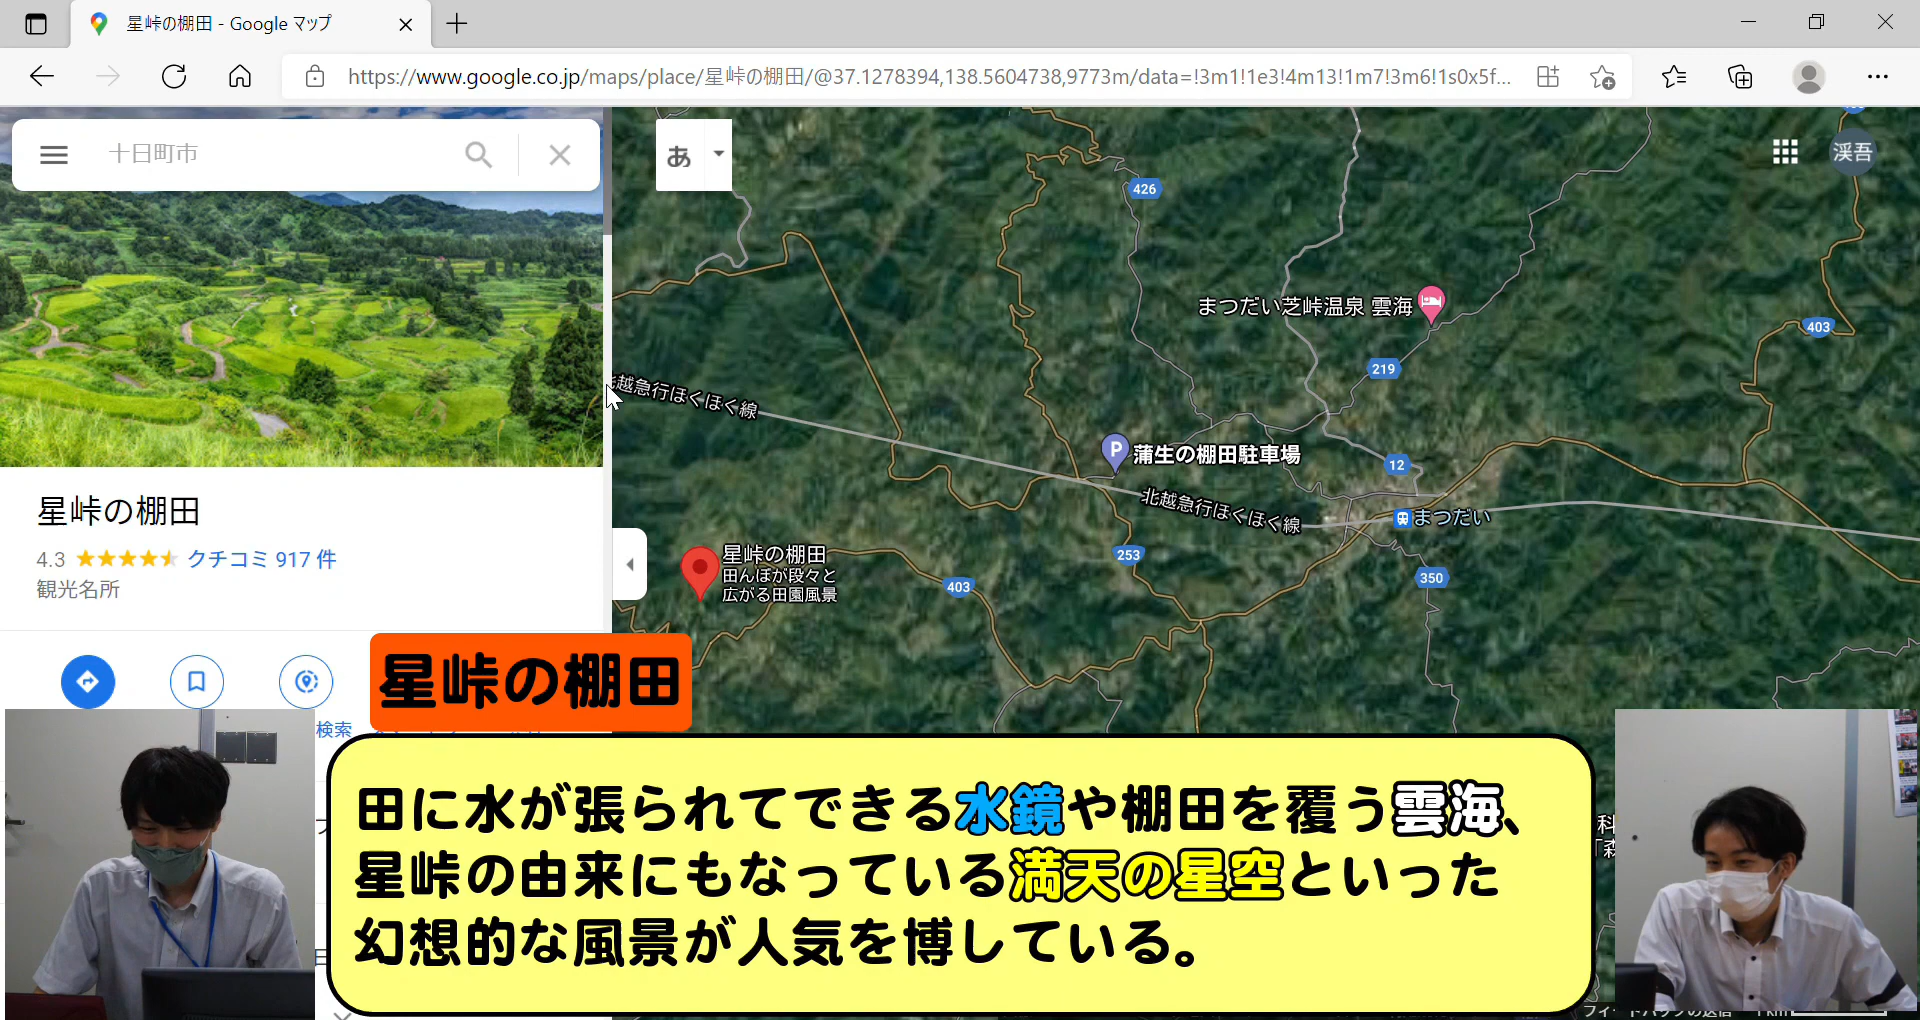 星峠の棚田 - Google マップ
https://www.google.co.jp/maps/place/星峠の棚田/@37.1278394,138.5604738,9773m/data=!3m1!1e3!4m13!1m7!3m6!1s0x5f...
十日町市
あ
渓吾
426
まつだい芝峠温泉 雲海
403
219
越急行ほくほく線
蒲生の棚田駐車場
12
北越急行ほくほく線
まつだい
星峠の棚田
4.3 クチコミ 917 件
観光名所
星峠の棚田
田んぼが段々と
広がる田園風景
253
403
350
検索
星峠の棚田
田に水が張られてできる水鏡や棚田を覆う雲海、
星峠の由来にもなっている満天の星空といった
幻想的な風景が人気を博している。
科
「森